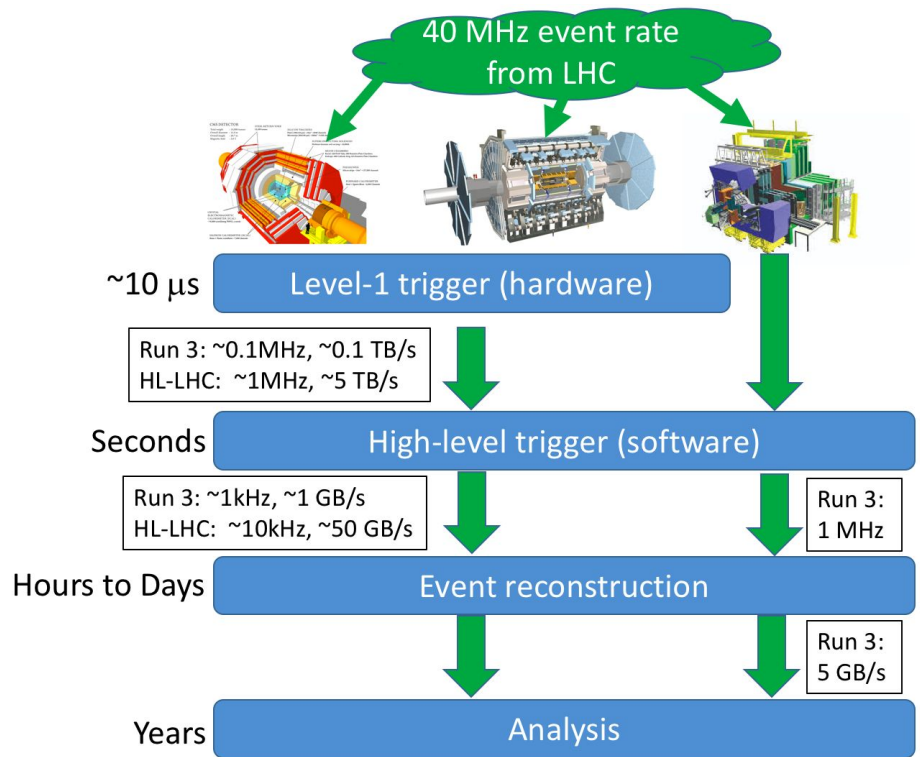 40 MHz event rate
from LHC
CMS DETECTOR
~10 μs
Level-1 trigger (hardware)
Run 3: ~0.1MHz, ~0.1 TB/s
HL-LHC: ~1MHz, ~5 TB/s
Seconds
High-level trigger (software)
Run 3: ~1kHz, ~1 GB/s
HL-LHC: ~10kHz, ~50 GB/s
Run 3:
1 MHz
Hours to Days
Event reconstruction
Run 3:
5 GB/s
Years
Analysis